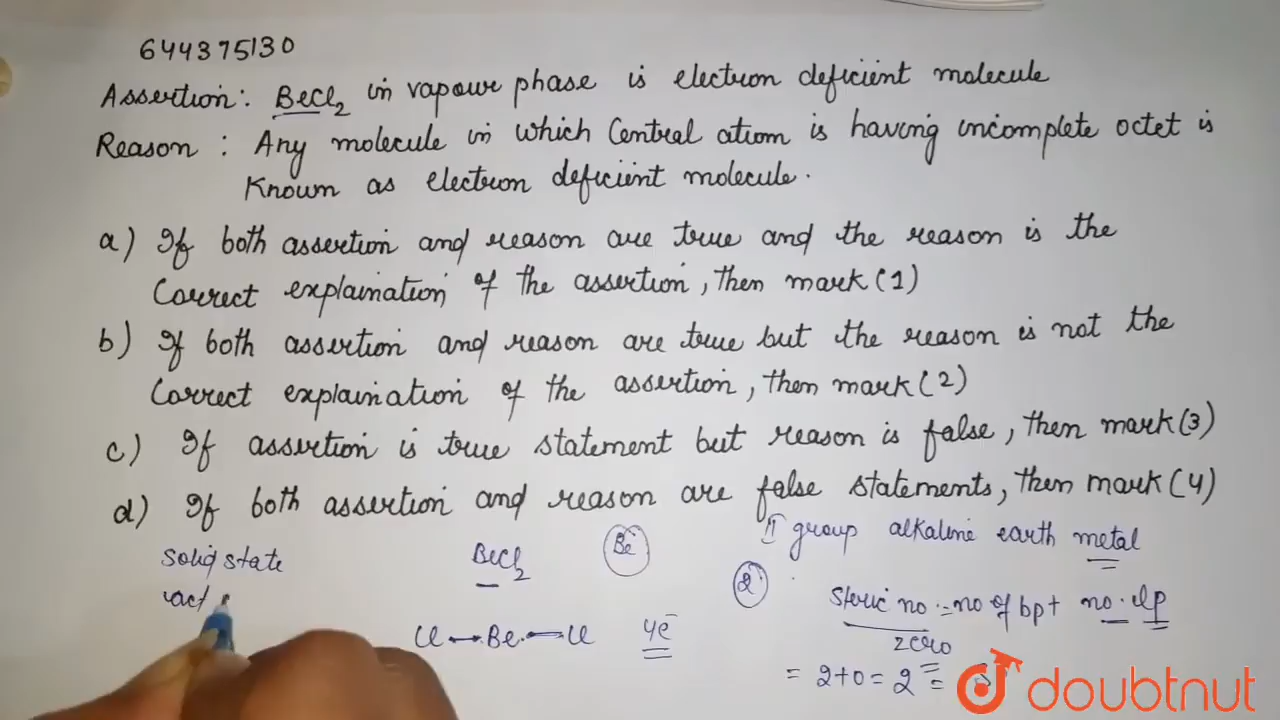 644375130
Assertion: BeCl2 in vapour phase is electron deficient molecule
Reason : Any molecule in which Central atom is having incomplete octet is
Known as electron deficient molecule.
a) If both assertion and reason are true and the reason is the
Correct explaination of the assertion, then mark (1)
b) If both assertion and reason are true but the reason is not the
Correct explaination of the assertion, then mark (2)
c) If assertion is true statement but reason is false, then mark (3)
d) If both assertion and reason are false statements, then mark (4)
II group alkaline earth metal
Solid state BeCl2 Be
act
2 Steric no = no of bp + no. lp
Cl — Be — Cl 4e-
zero
= 2+0 = 2 =
doubtnut